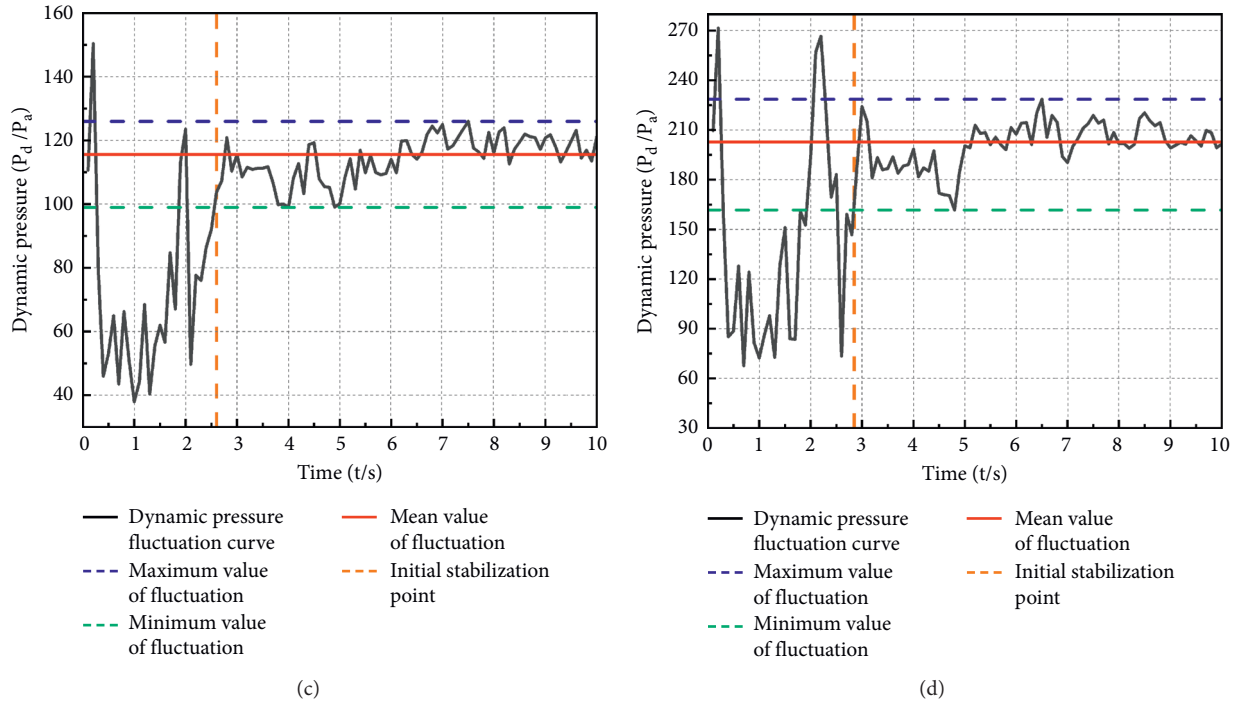 160
140
120
100
80
60
40
Dynamic pressure (Pd/Pa)
0 1 2 3 4 5 6 7 8 9 10
Time (t/s)
Dynamic pressure
fluctuation curve
Maximum value
of fluctuation
Minimum value
of fluctuation
Mean value
of fluctuation
Initial stabilization
point
(c)
270
240
210
180
150
120
90
60
30
Dynamic pressure (Pd/Pa)
0 1 2 3 4 5 6 7 8 9 10
Time (t/s)
Dynamic pressure
fluctuation curve
Maximum value
of fluctuation
Minimum value
of fluctuation
Mean value
of fluctuation
Initial stabilization
point
(d)